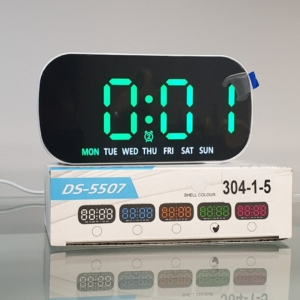 0:01
MON TUE WED THU FRI SAT SUN
DS-5507
SHELL COLOUR
304-1-5
88:88 88:88 88:88 88:88 88:88